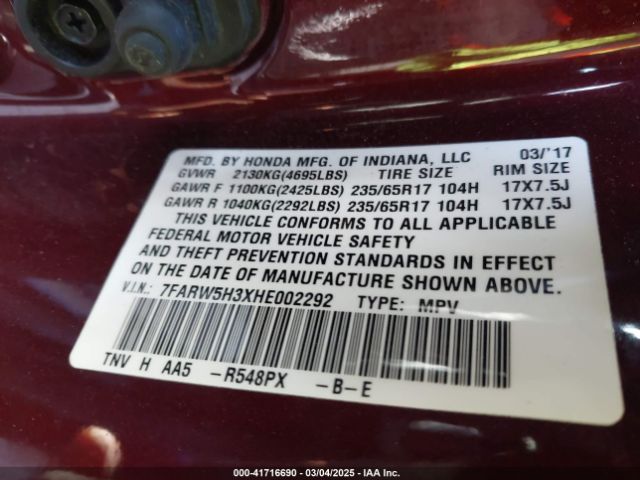 MFD. BY HONDA MFG. OF INDIANA, LLC 03/'17
GVWR 2130KG(4695LBS) TIRE SIZE RIM SIZE
GAWR F 1100KG(2425LBS) 235/65R17 104H 17X7.5J
GAWR R 1040KG(2292LBS) 235/65R17 104H 17X7.5J
THIS VEHICLE CONFORMS TO ALL APPLICABLE
FEDERAL MOTOR VEHICLE SAFETY
AND THEFT PREVENTION STANDARDS IN EFFECT
ON THE DATE OF MANUFACTURE SHOWN ABOVE.
V.I.N.: 7FARW5H3XHE002292 TYPE: MPV
TNV H AA5 -R548PX -B-E
000-41716690 - 03/04/2025 - IAA Inc.